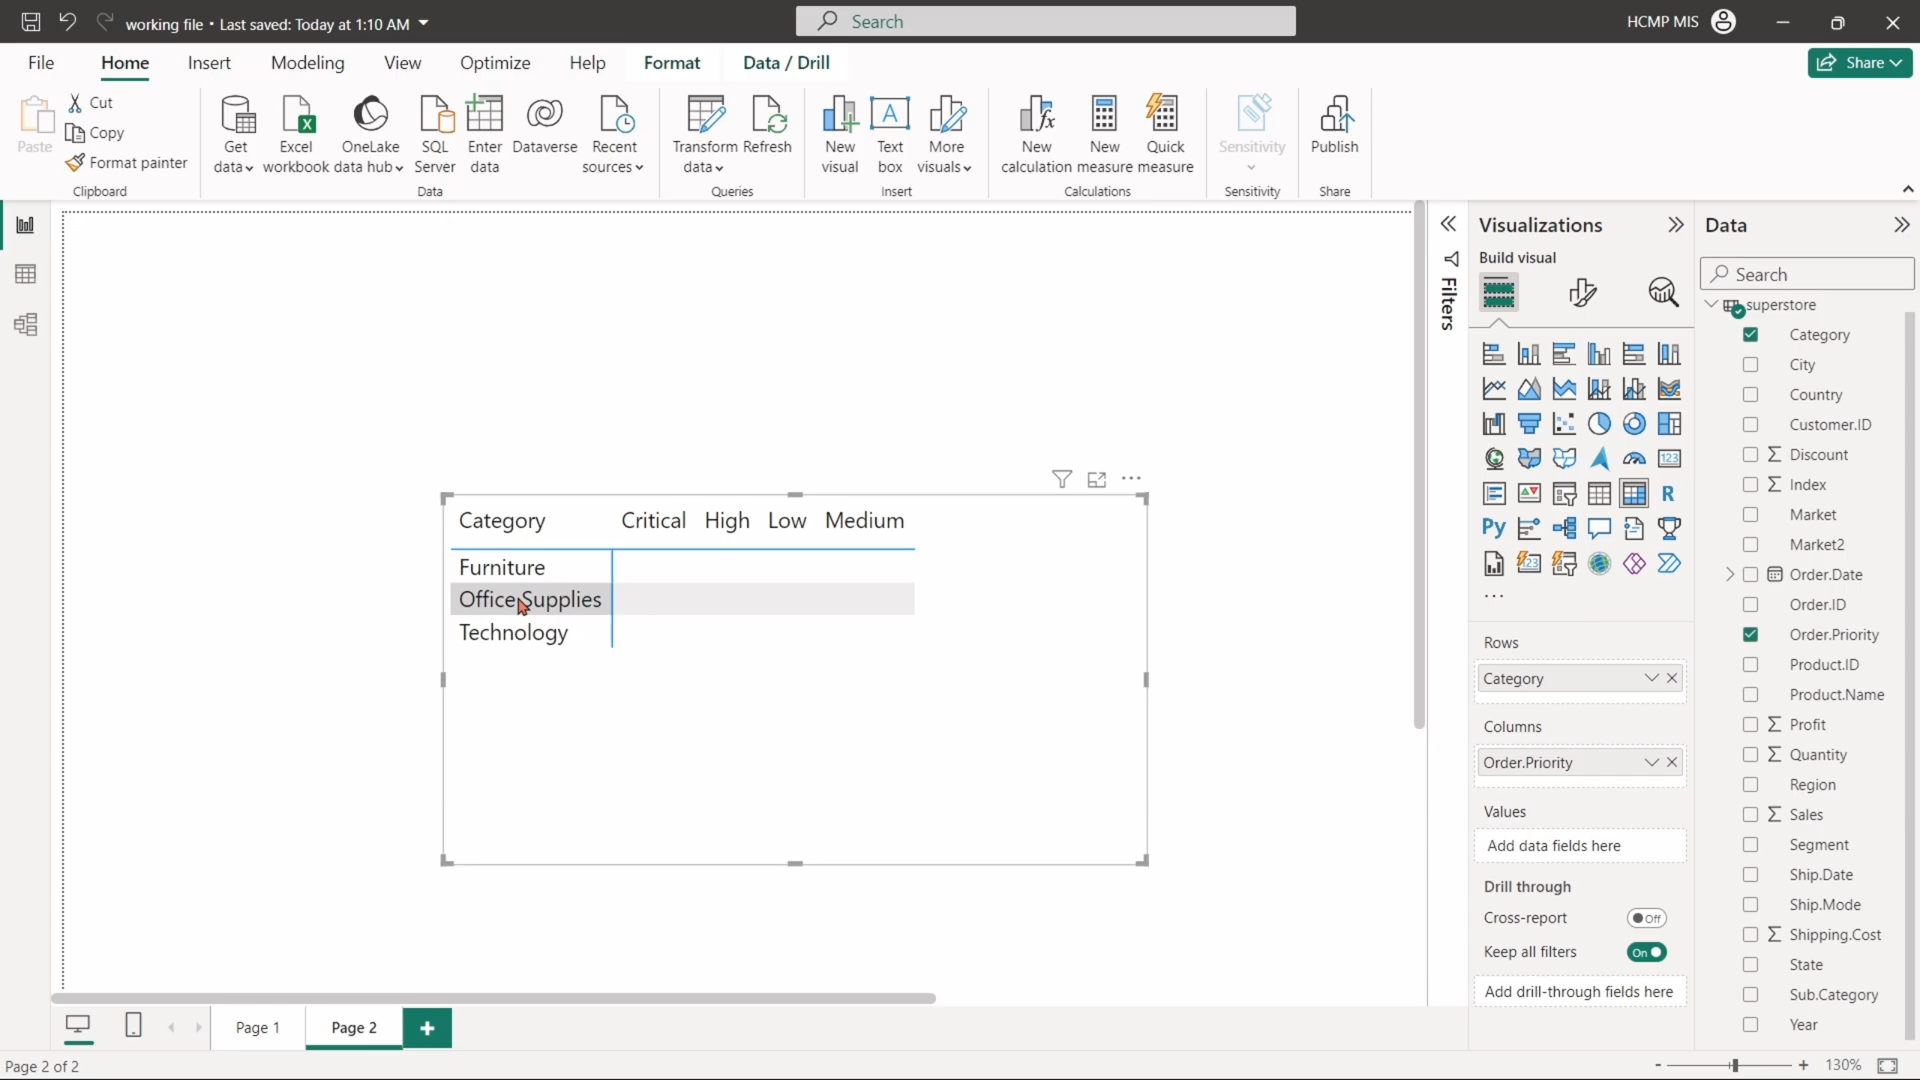 working file • Last saved: Today at 1:10 AM
Search
HCMP MIS
File Home Insert Modeling View Optimize Help Format Data / Drill
Share
Paste
Cut
Copy
Format painter
Clipboard
Get data
Excel workbook
OneLake data hub
SQL Server
Enter data
Dataverse
Recent sources
Data
Transform data
Refresh
Queries
New visual
Text box
More visuals
Insert
New calculation
New measure
Quick measure
Calculations
Sensitivity
Sensitivity
Publish
Share
Category Critical High Low Medium
Furniture
Office Supplies
Technology
Filters
Visualizations
Build visual
123
R
Py
123
Rows
Category
Columns
Order.Priority
Values
Add data fields here
Drill through
Cross-report Off
Keep all filters On
Add drill-through fields here
Data
Search
superstore
Category
City
Country
Customer.ID
Σ Discount
Σ Index
Market
Market2
Order.Date
Order.ID
Order.Priority
Product.ID
Product.Name
Σ Profit
Σ Quantity
Region
Σ Sales
Segment
Ship.Date
Ship.Mode
Σ Shipping.Cost
State
Sub.Category
Year
Page 1 Page 2 +
Page 2 of 2
- + 130%